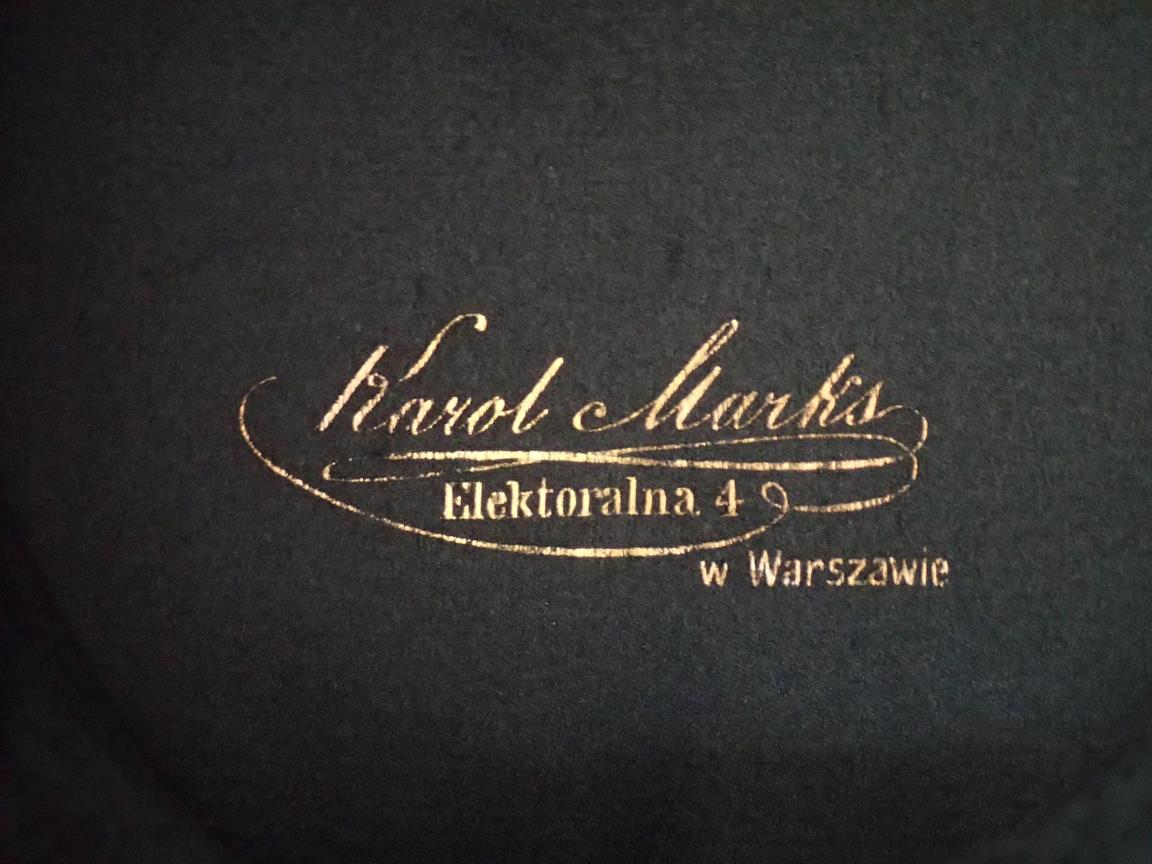 Karol Marks
Elektoralna 4
w Warszawie